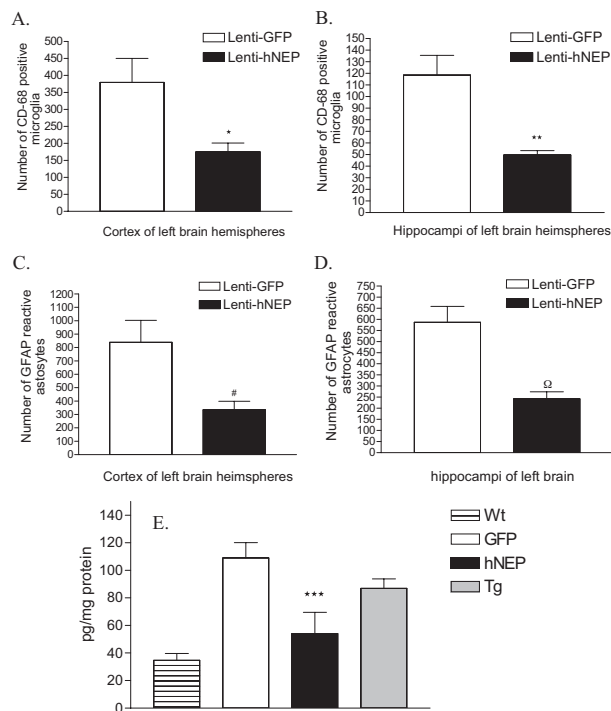 A.
Lenti-GFP
Lenti-hNEP
Number of CD-68 positive
microglia
500
450
400
350
300
250
200
150
100
50
0
*
Cortex of left brain hemispheres
B.
Lenti-GFP
Lenti-hNEP
Number of CD-68 positive
microglia
150
140
130
120
110
100
90
80
70
60
50
40
30
20
10
0
**
Hippocampi of left brain heimspheres
C.
Lenti-GFP
Lenti-hNEP
Number of GFAP reactive
astosytes
1200
1100
1000
900
800
700
600
500
400
300
200
100
0
#
Cortex of left brain heimspheres
D.
Lenti-GFP
Lenti-hNEP
Number of GFAP reactive
astrocytes
750
700
650
600
550
500
450
400
350
300
250
200
150
100
50
0
Ω
hippocampi of left brain
E.
Wt
GFP
hNEP
Tg
pg/mg protein
140
120
100
80
60
40
20
0
***